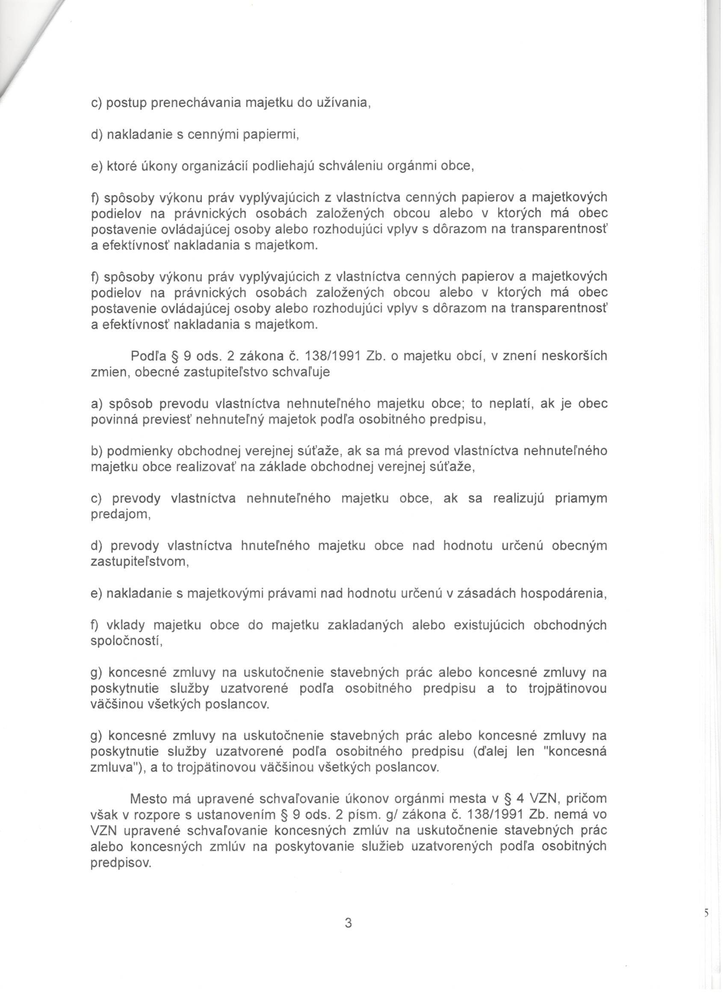 c) postup prenechávania majetku do užívania,
d) nakladanie s cennými papiermi,
e) ktoré úkony organizácií podliehajú schváleniu orgánmi obce,
f) spôsoby výkonu práv vyplývajúcich z vlastníctva cenných papierov a majetkových
podielov na právnických osobách založených obcou alebo v ktorých má obec
postavenie ovládajúcej osoby alebo rozhodujúci vplyv s dôrazom na transparentnosť
a efektívnosť nakladania s majetkom.
f) spôsoby výkonu práv vyplývajúcich z vlastníctva cenných papierov a majetkových
podielov na právnických osobách založených obcou alebo v ktorých má obec
postavenie ovládajúcej osoby alebo rozhodujúci vplyv s dôrazom na transparentnosť
a efektívnosť nakladania s majetkom.
Podľa § 9 ods. 2 zákona č. 138/1991 Zb. o majetku obcí, v znení neskorších
zmien, obecné zastupiteľstvo schvaľuje
a) spôsob prevodu vlastníctva nehnuteľného majetku obce; to neplatí, ak je obec
povinná previesť nehnuteľný majetok podľa osobitného predpisu,
b) podmienky obchodnej verejnej súťaže, ak sa má prevod vlastníctva nehnuteľného
majetku obce realizovať na základe obchodnej verejnej súťaže,
c) prevody vlastníctva nehnuteľného majetku obce, ak sa realizujú priamym
predajom,
d) prevody vlastníctva hnuteľného majetku obce nad hodnotu určenú obecným
zastupiteľstvom,
e) nakladanie s majetkovými právami nad hodnotu určenú v zásadách hospodárenia,
f) vklady majetku obce do majetku zakladaných alebo existujúcich obchodných
spoločností,
g) koncesné zmluvy na uskutočnenie stavebných prác alebo koncesné zmluvy na
poskytnutie služby uzatvorené podľa osobitného predpisu a to trojpätinovou
väčšinou všetkých poslancov.
g) koncesné zmluvy na uskutočnenie stavebných prác alebo koncesné zmluvy na
poskytnutie služby uzatvorené podľa osobitného predpisu (ďalej len "koncesná
zmluva"), a to trojpätinovou väčšinou všetkých poslancov.
Mesto má upravené schvaľovanie úkonov orgánmi mesta v § 4 VZN, pričom
však v rozpore s ustanovením § 9 ods. 2 písm. g/ zákona č. 138/1991 Zb. nemá vo
VZN upravené schvaľovanie koncesných zmlúv na uskutočnenie stavebných prác
alebo koncesných zmlúv na poskytovanie služieb uzatvorených podľa osobitných
predpisov.
3
5